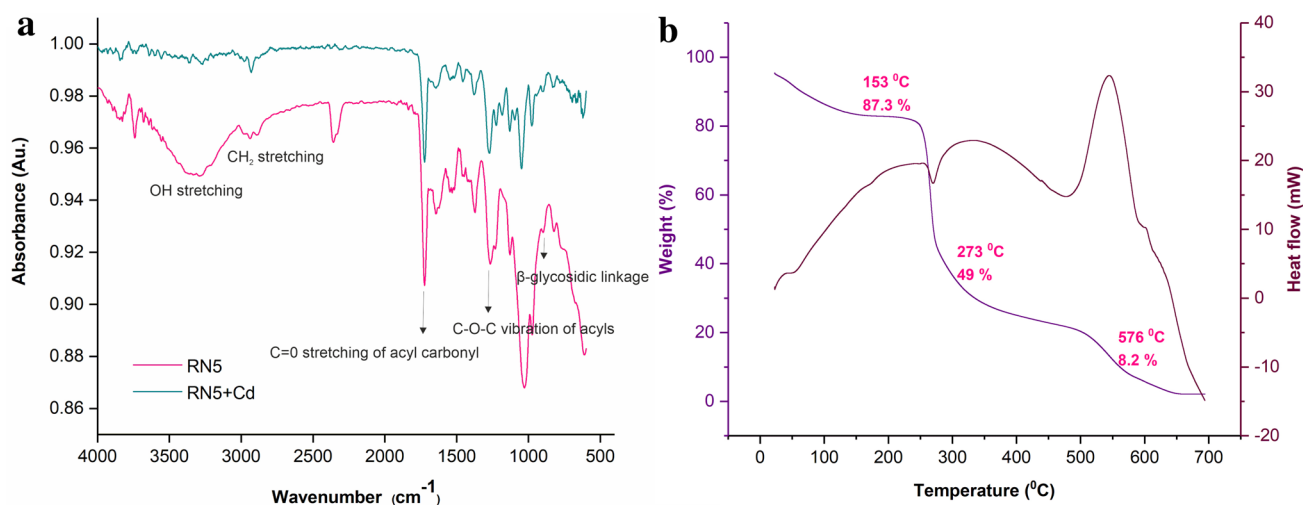 a
1.00
0.98
0.96
0.94
0.92
0.90
0.88
0.86
Absorbance (Au.)
CH2 stretching
OH stretching
β-glycosidic linkage
C-O-C vibration of acyls
C=0 stretching of acyl carbonyl
RN5
RN5+Cd
4000 3500 3000 2500 2000 1500 1000 500
Wavenumber (cm-1)
b
100
80
60
40
20
0
Weight (%)
153 ⁰C
87.3 %
273 ⁰C
49 %
576 ⁰C
8.2 %
40
30
20
10
0
-10
-20
Heat flow (mW)
0 100 200 300 400 500 600 700
Temperature (⁰C)